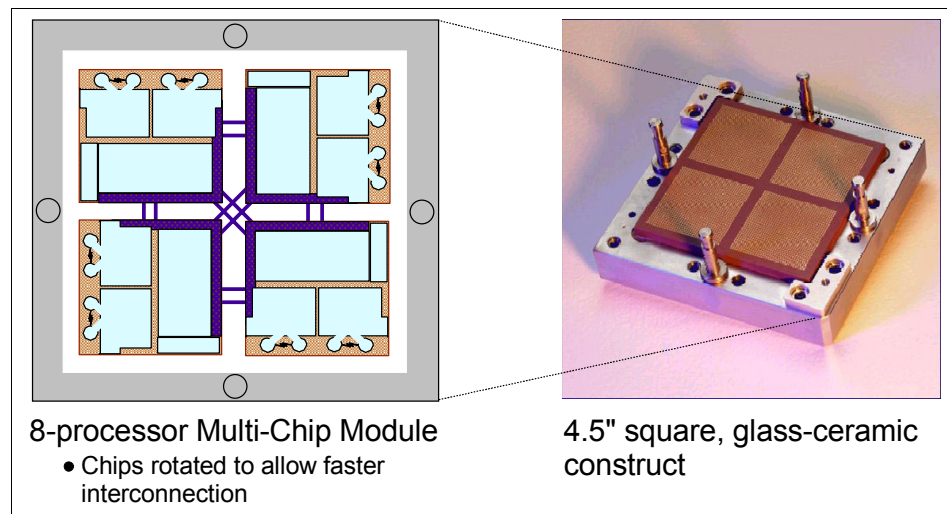 8-processor Multi-Chip Module
● Chips rotated to allow faster
interconnection
4.5" square, glass-ceramic
construct